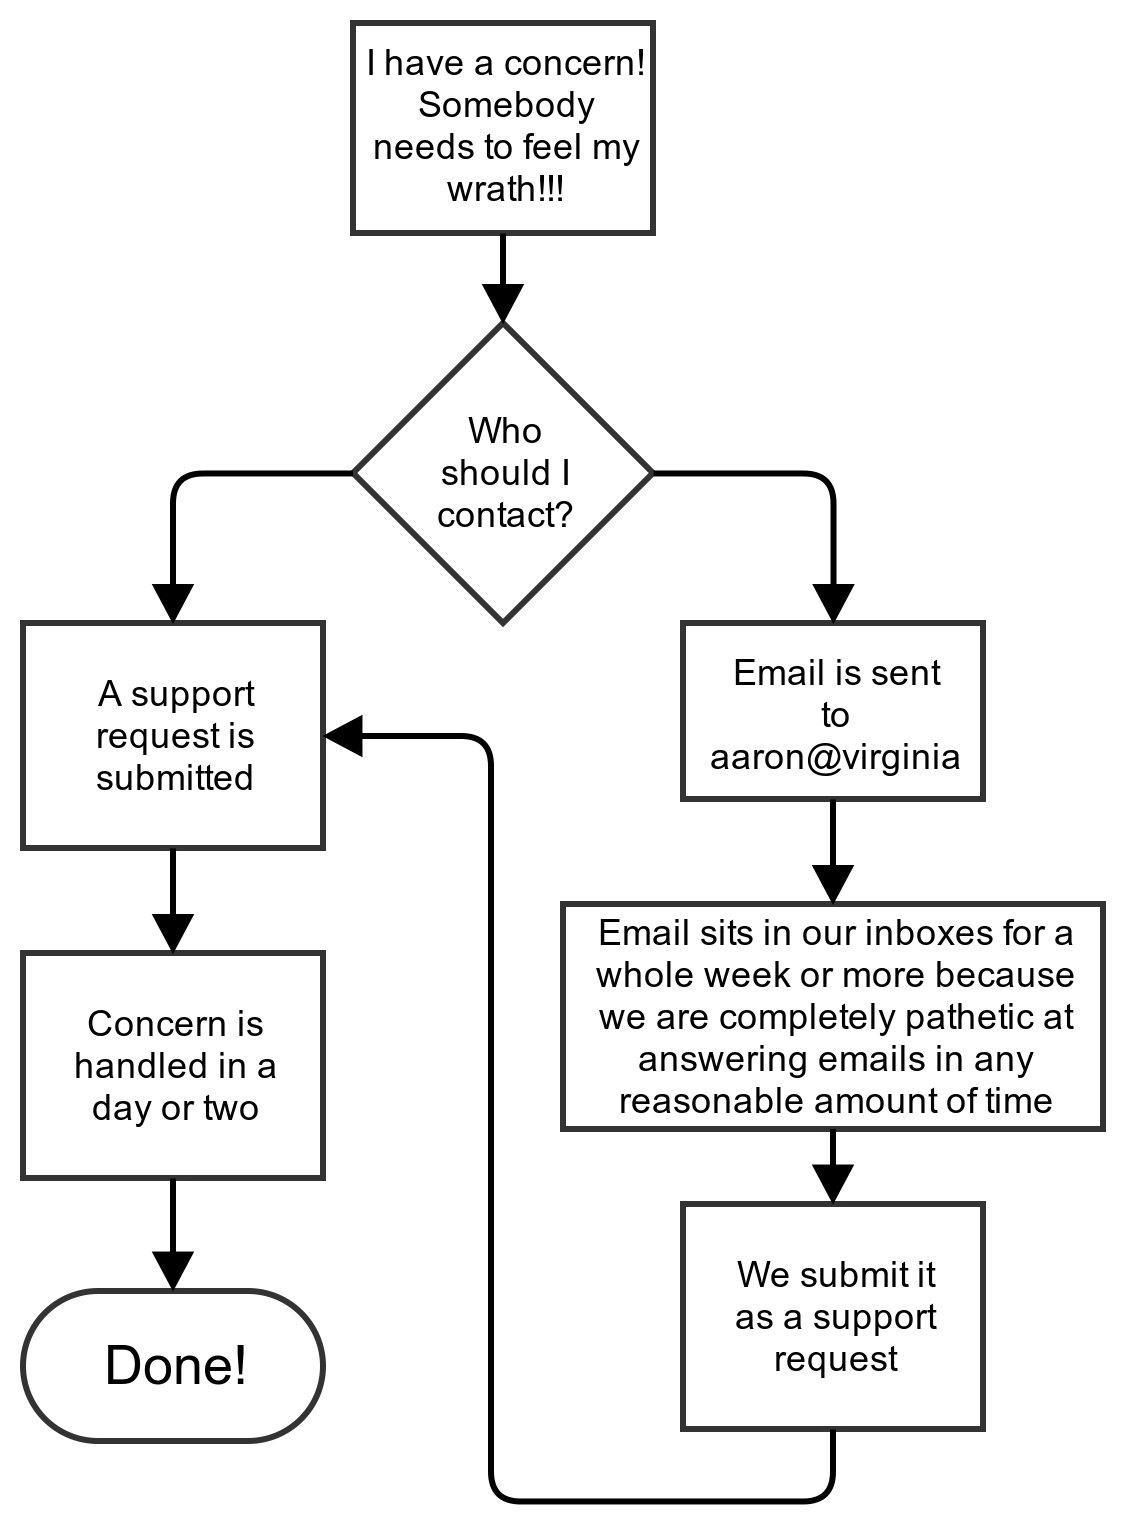 I have a concern!
Somebody
needs to feel my
wrath!!!
Who
should I
contact?
A support
request is
submitted
Email is sent
to
aaron@virginia
Concern is
handled in a
day or two
Email sits in our inboxes for a
whole week or more because
we are completely pathetic at
answering emails in any
reasonable amount of time
Done!
We submit it
as a support
request